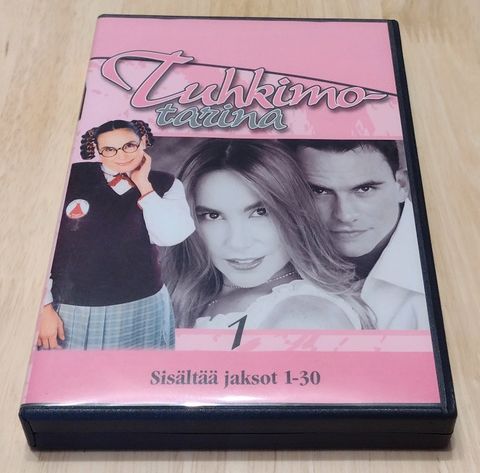 Tuhkimo-
tarina
1
Sisältää jaksot 1-30